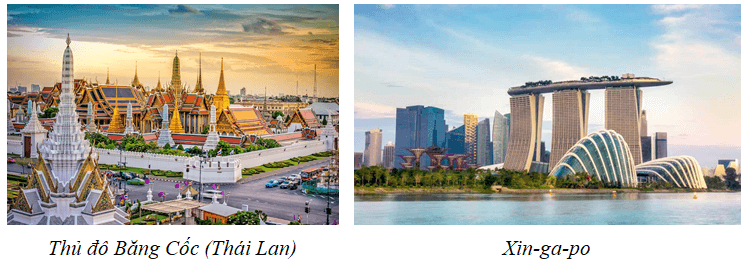 Thủ đô Băng Cốc (Thái Lan)
Xin-ga-po